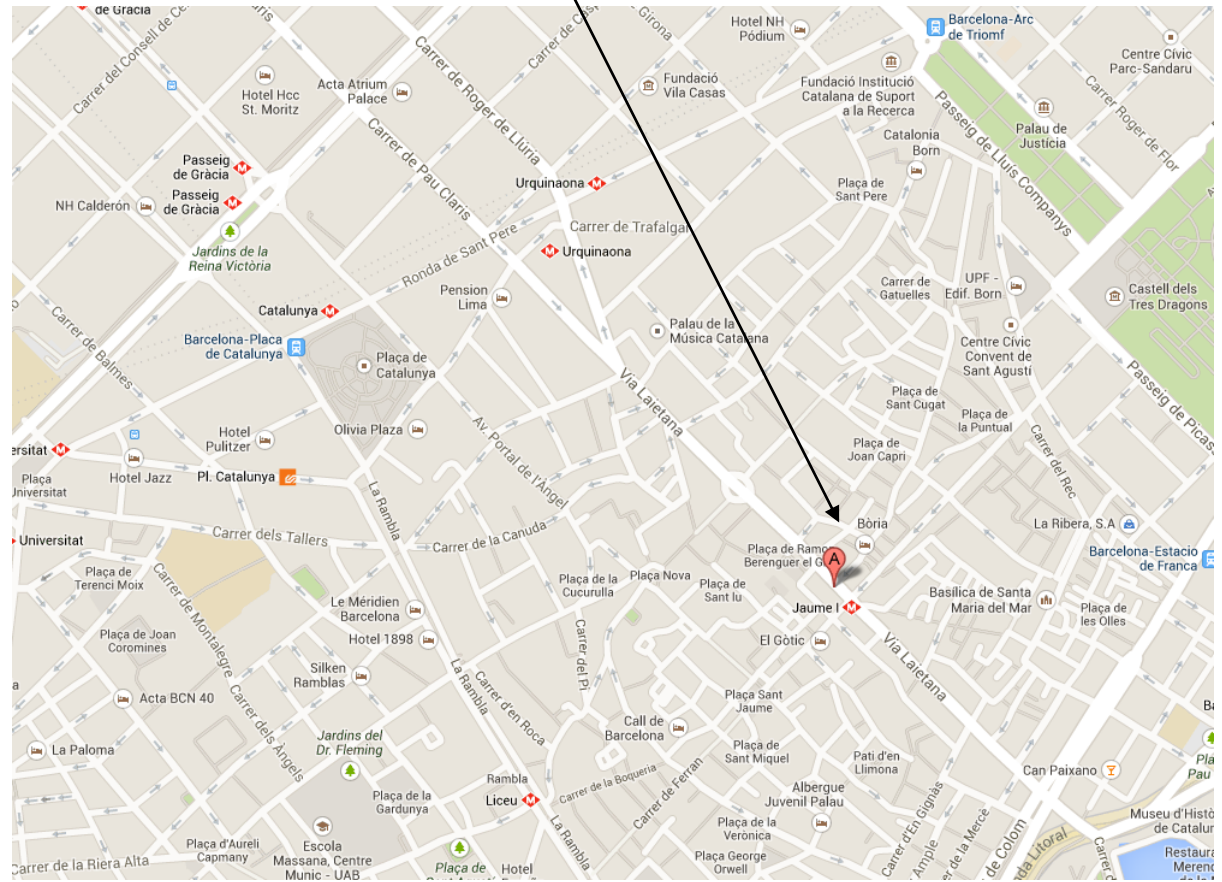 de Gràcia
Hotel NH
Pódium
Barcelona-Arc
de Triomf
Carrer del Consell de Cent
Carrer de Roger de Llúria
Girona
Centre Cívic
Parc-Sandaru
Hotel Hcc
St. Moritz
Acta Atrium
Palace
Fundació
Vila Casas
Fundació Institució
Catalana de Suport
a la Recerca
Carrer Roger de Flor
Palau de
Justícia
Catalonia
Born
Passeig de Lluís Companys
Carrer de Pau Claris
Passeig
de Gràcia
Passeig
de Gràcia
NH Calderón
Urquinaona
Plaça de
Sant Pere
Carrer de Trafalgar
Jardins de la
Reina Victòria
Ronda de Sant Pere
Urquinaona
Pension
Lima
Carrer de
Gatuelles
UPF -
Edif. Born
Castell dels
Tres Dragons
Catalunya
Palau de la
Música Catalana
Barcelona-Placa
de Catalunya
Plaça de
Catalunya
Centre Cívic
Convent de
Sant Agustí
Carrer de Balmes
Via Laietana
Passeig de Picas
Plaça de
Sant Cugat
Plaça de
la Puntual
Hotel
Pulitzer
Olivia Plaza
Av. Portal de l'Àngel
Plaça de
Joan Capri
Carrer del Rec
ersitat
Plaça
Universitat
Hotel Jazz
Pl. Catalunya
La Rambla
Carrer dels Tallers
Carrer de la Canuda
Bòria
La Ribera, S.A
Universitat
Plaça de Ramo
Berenguer el G
A
Barcelona-Estació
de Franca
Plaça de
Terenci Moix
Plaça de la
Cucurulla
Plaça Nova
Plaça de
Sant Iu
Jaume I
Basílica de Santa
Maria del Mar
Plaça de
les Olles
Le Méridien
Barcelona
Hotel 1898
Carrer de Montalegre
Plaça de Joan
Coromines
El Gòtic
Via Laietana
Carrer del Pi
Silken
Ramblas
La Rambla
Carrer d'en Roca
Acta BCN 40
Carrer dels Àngels
Plaça Sant
Jaume
Ba
Call de
Barcelona
Jardins del
Dr. Fleming
La Paloma
Plaça de
Sant Miquel
Pati d'en
Llimona
Can Paixano
Pla
Pau
Rambla
Liceu
Carrer de la Boqueria
Carrer de Ferran
Albergue
Juvenil Palau
Plaça de la
Gardunya
Carrer d'En Gignàs
Museu d'Histò
de Catalun
Plaça de la
Verònica
Carrer de la Riera Alta
Plaça d'Aureli
Capmany
Escola
Massana, Centre
Munic - UAB
La Rambla
Plaça de
Hotel
Plaça George
Orwell
Ample
de la Mercè
de Colom
nda Litoral
Restaura
Merenc